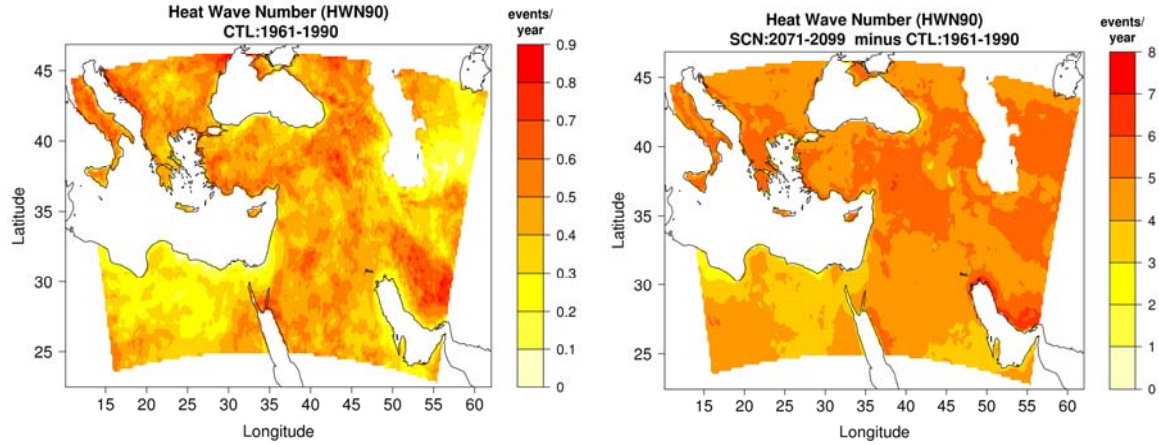 Heat Wave Number (HWN90)
CTL:1961-1990
events/
year
0.9
0.8
0.7
0.6
0.5
0.4
0.3
0.2
0.1
0
45
40
35
30
25
Latitude
10 15 20 25 30 35 40 45 50 55 60
Longitude
Heat Wave Number (HWN90)
SCN:2071-2099 minus CTL:1961-1990
events/
year
8
7
6
5
4
3
2
1
0
45
40
35
30
25
Latitude
15 20 25 30 35 40 45 50 55 60
Longitude